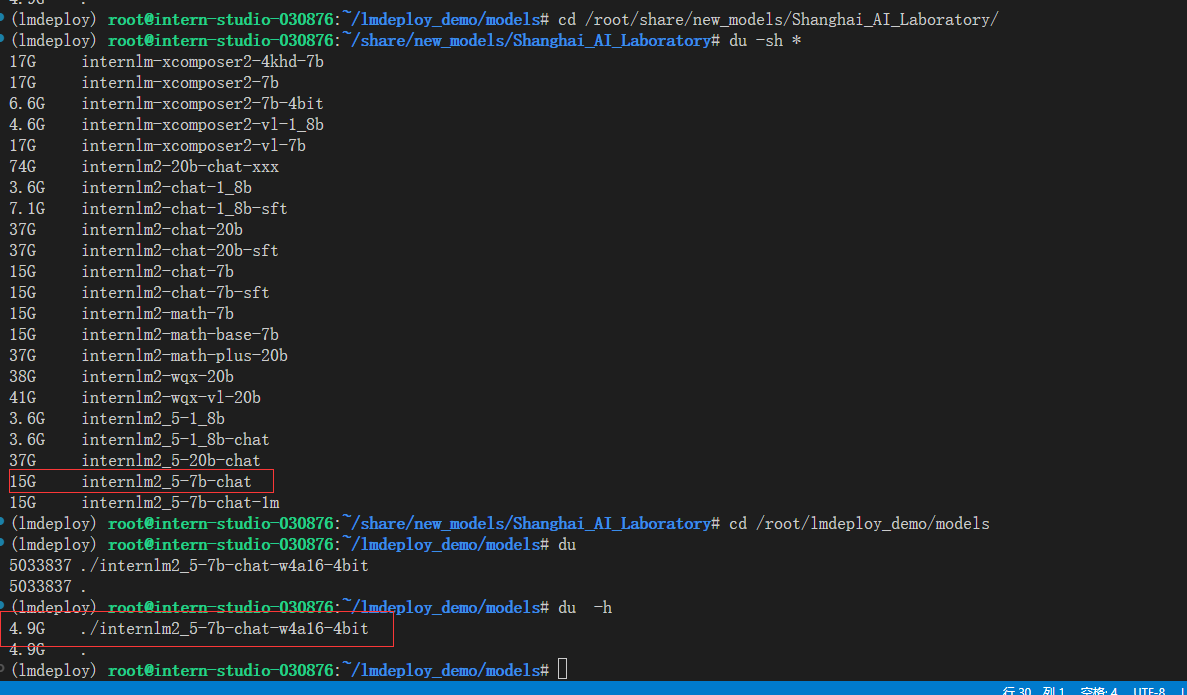 4.9G    .
(lmdeploy) root@intern-studio-030876:~/lmdeploy_demo/models# cd /root/share/new_models/Shanghai_AI_Laboratory/
(lmdeploy) root@intern-studio-030876:~/share/new_models/Shanghai_AI_Laboratory# du -sh *
17G     internlm-xcomposer2-4khd-7b
17G     internlm-xcomposer2-7b
6.6G    internlm-xcomposer2-7b-4bit
4.6G    internlm-xcomposer2-vl-1_8b
17G     internlm-xcomposer2-vl-7b
74G     internlm2-20b-chat-xxx
3.6G    internlm2-chat-1_8b
7.1G    internlm2-chat-1_8b-sft
37G     internlm2-chat-20b
37G     internlm2-chat-20b-sft
15G     internlm2-chat-7b
15G     internlm2-chat-7b-sft
15G     internlm2-math-7b
15G     internlm2-math-base-7b
37G     internlm2-math-plus-20b
38G     internlm2-wqx-20b
41G     internlm2-wqx-vl-20b
3.6G    internlm2_5-1_8b
3.6G    internlm2_5-1_8b-chat
37G     internlm2_5-20b-chat
15G     internlm2_5-7b-chat
15G     internlm2_5-7b-chat-1m
(lmdeploy) root@intern-studio-030876:~/share/new_models/Shanghai_AI_Laboratory# cd /root/lmdeploy_demo/models
(lmdeploy) root@intern-studio-030876:~/lmdeploy_demo/models# du
5033837 ./internlm2_5-7b-chat-w4a16-4bit
5033837 .
(lmdeploy) root@intern-studio-030876:~/lmdeploy_demo/models# du  -h
4.9G    ./internlm2_5-7b-chat-w4a16-4bit
4.9G    .
(lmdeploy) root@intern-studio-030876:~/lmdeploy_demo/models#
行 30, 列 1   空格: 4   UTF-8